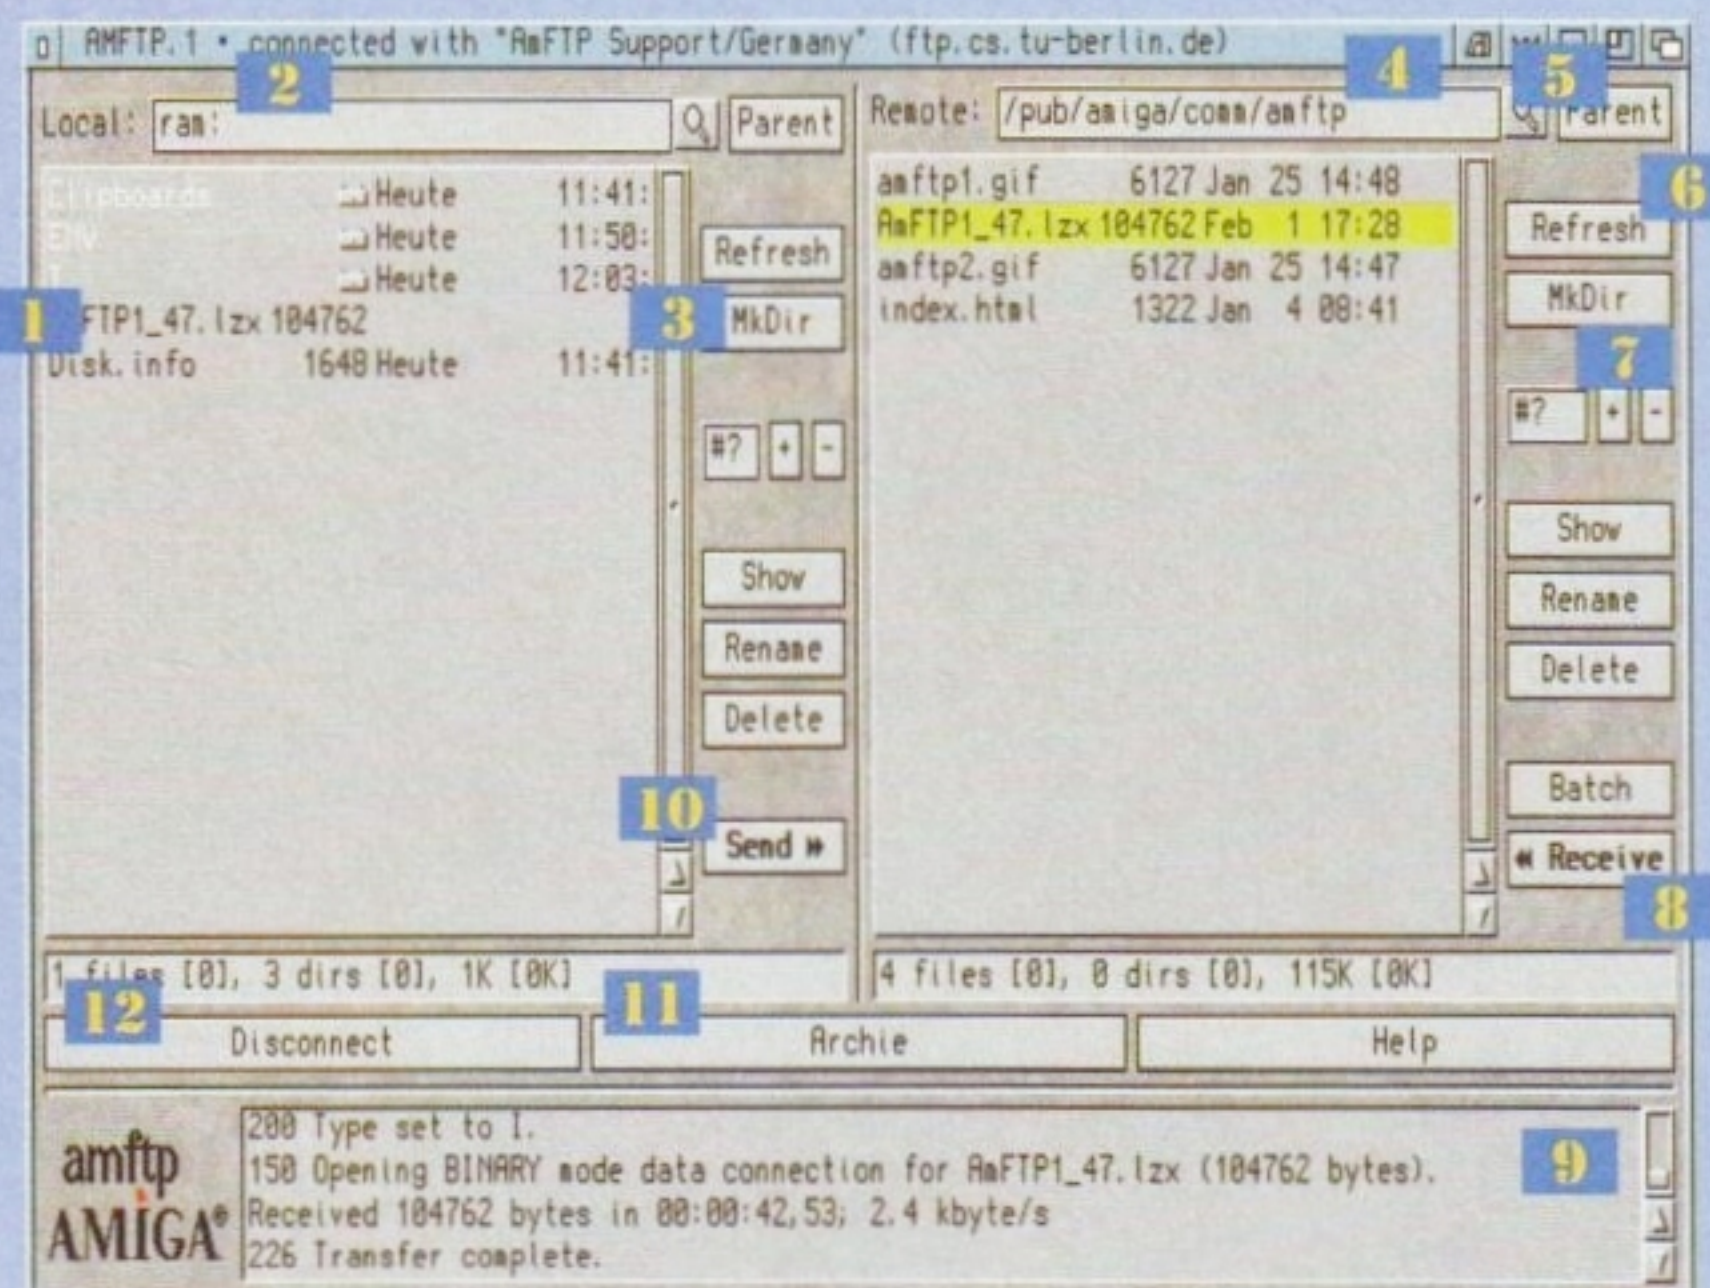 AMFTP.1 • connected with "AmFTP Support/Germany" (ftp.cs.tu-berlin.de)
2
4
5
Local: ram:
Parent
Remote: /pub/amiga/comm/amftp
Parent
Clipboards Heute 11:41:
ENV Heute 11:50:
Heute 12:03:
1
FTP1_47.lzx 104762
Disk.info 1648 Heute 11:41:
Refresh
3
MkDir
#? + -
Show
Rename
Delete
10
Send »
amftp1.gif 6127 Jan 25 14:48
AmFTP1_47.lzx 104762 Feb 1 17:28
amftp2.gif 6127 Jan 25 14:47
index.html 1322 Jan 4 08:41
6
Refresh
MkDir
7
#? + -
Show
Rename
Delete
Batch
« Receive
8
1 files [0], 3 dirs [0], 1K [0K]
4 files [0], 0 dirs [0], 115K [0K]
12
11
Disconnect
Archie
Help
amftp
AMIGA®
200 Type set to I.
150 Opening BINARY mode data connection for AmFTP1_47.lzx (104762 bytes).
Received 104762 bytes in 00:00:42,53; 2.4 kbyte/s
226 Transfer complete.
9